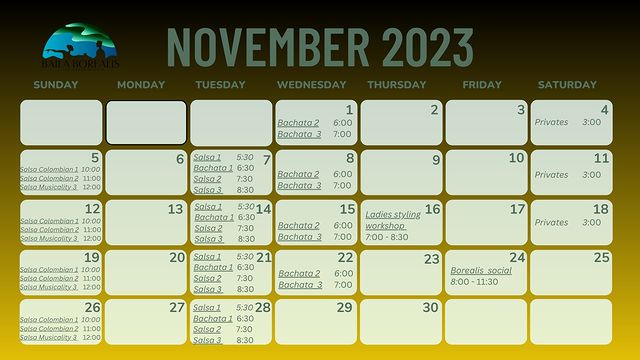 BAILA BOREALIS
NOVEMBER 2023
SUNDAY MONDAY TUESDAY WEDNESDAY THURSDAY FRIDAY SATURDAY
1
Bachata 2 6:00
Bachata 3 7:00
2
3
4
Privates 3:00
5
Salsa Colombian 1 10:00
Salsa Colombian 2 11:00
Salsa Musicality 3 12:00
6
7
Salsa 1 5:30
Bachata 1 6:30
Salsa 2 7:30
Salsa 3 8:30
8
Bachata 2 6:00
Bachata 3 7:00
9
10
11
Privates 3:00
12
Salsa Colombian 1 10:00
Salsa Colombian 2 11:00
Salsa Musicality 3 12:00
13
14
Salsa 1 5:30
Bachata 1 6:30
Salsa 2 7:30
Salsa 3 8:30
15
Bachata 2 6:00
Bachata 3 7:00
16
Ladies styling
workshop
7:00 - 8:30
17
18
Privates 3:00
19
Salsa Colombian 1 10:00
Salsa Colombian 2 11:00
Salsa Musicality 3 12:00
20
21
Salsa 1 5:30
Bachata 1 6:30
Salsa 2 7:30
Salsa 3 8:30
22
Bachata 2 6:00
Bachata 3 7:00
23
24
Borealis social
8:00 - 11:30
25
26
Salsa Colombian 1 10:00
Salsa Colombian 2 11:00
Salsa Musicality 3 12:00
27
28
Salsa 1 5:30
Bachata 1 6:30
Salsa 2 7:30
Salsa 3 8:30
29
30